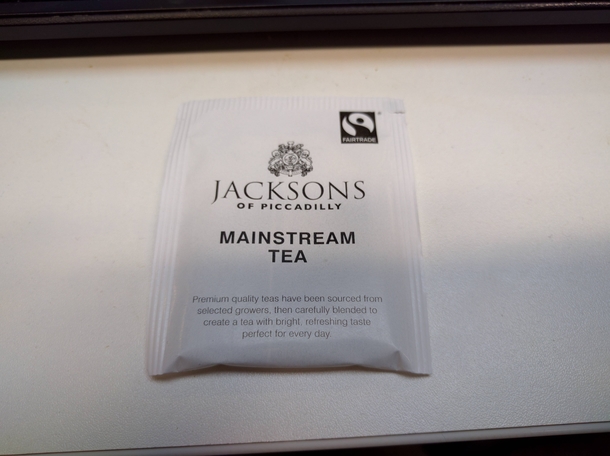 FAIRTRADE
JACKSONS
OF PICCADILLY
MAINSTREAM
TEA
Premium quality teas have been sourced from
selected growers, then carefully blended to
create a tea with bright, refreshing taste
perfect for every day.